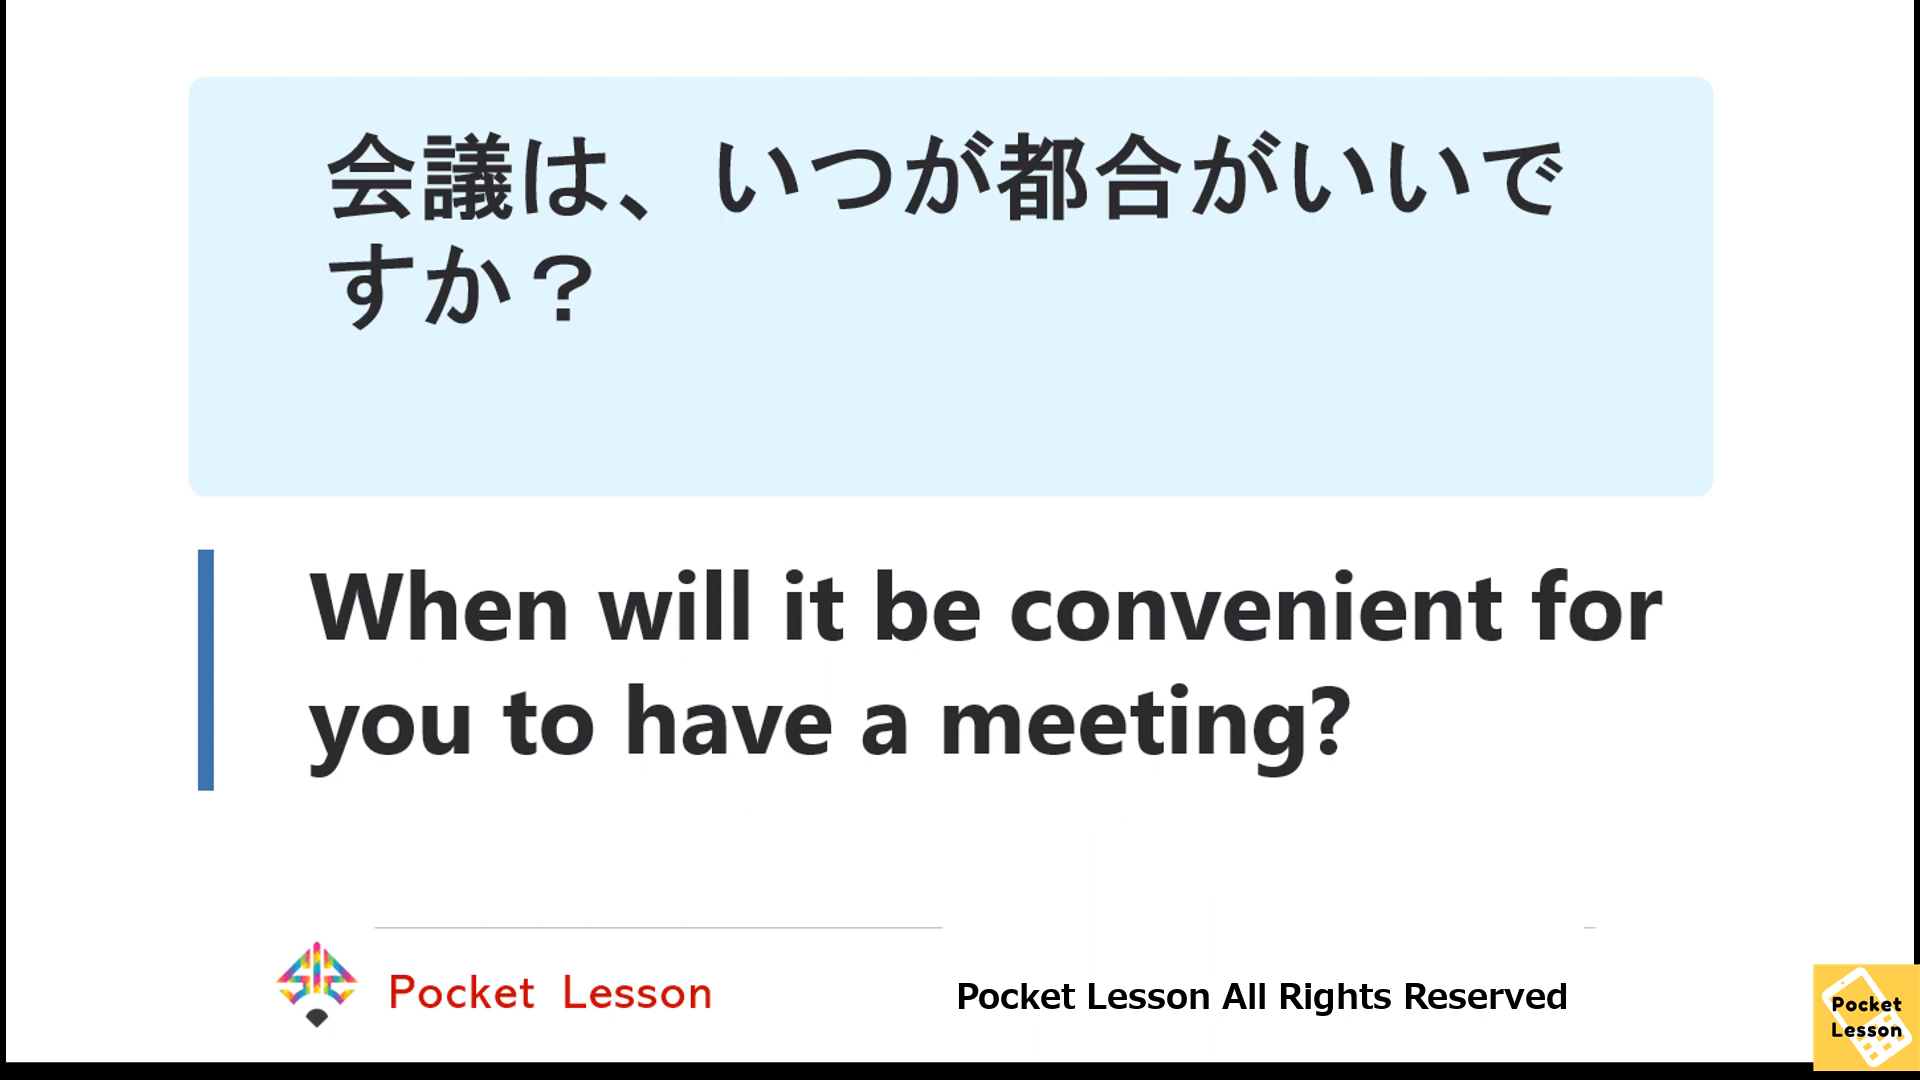 会議は、いつが都合がいいで
すか？
When will it be convenient for
you to have a meeting?
Pocket Lesson
Pocket Lesson All Rights Reserved
Pocket
Lesson